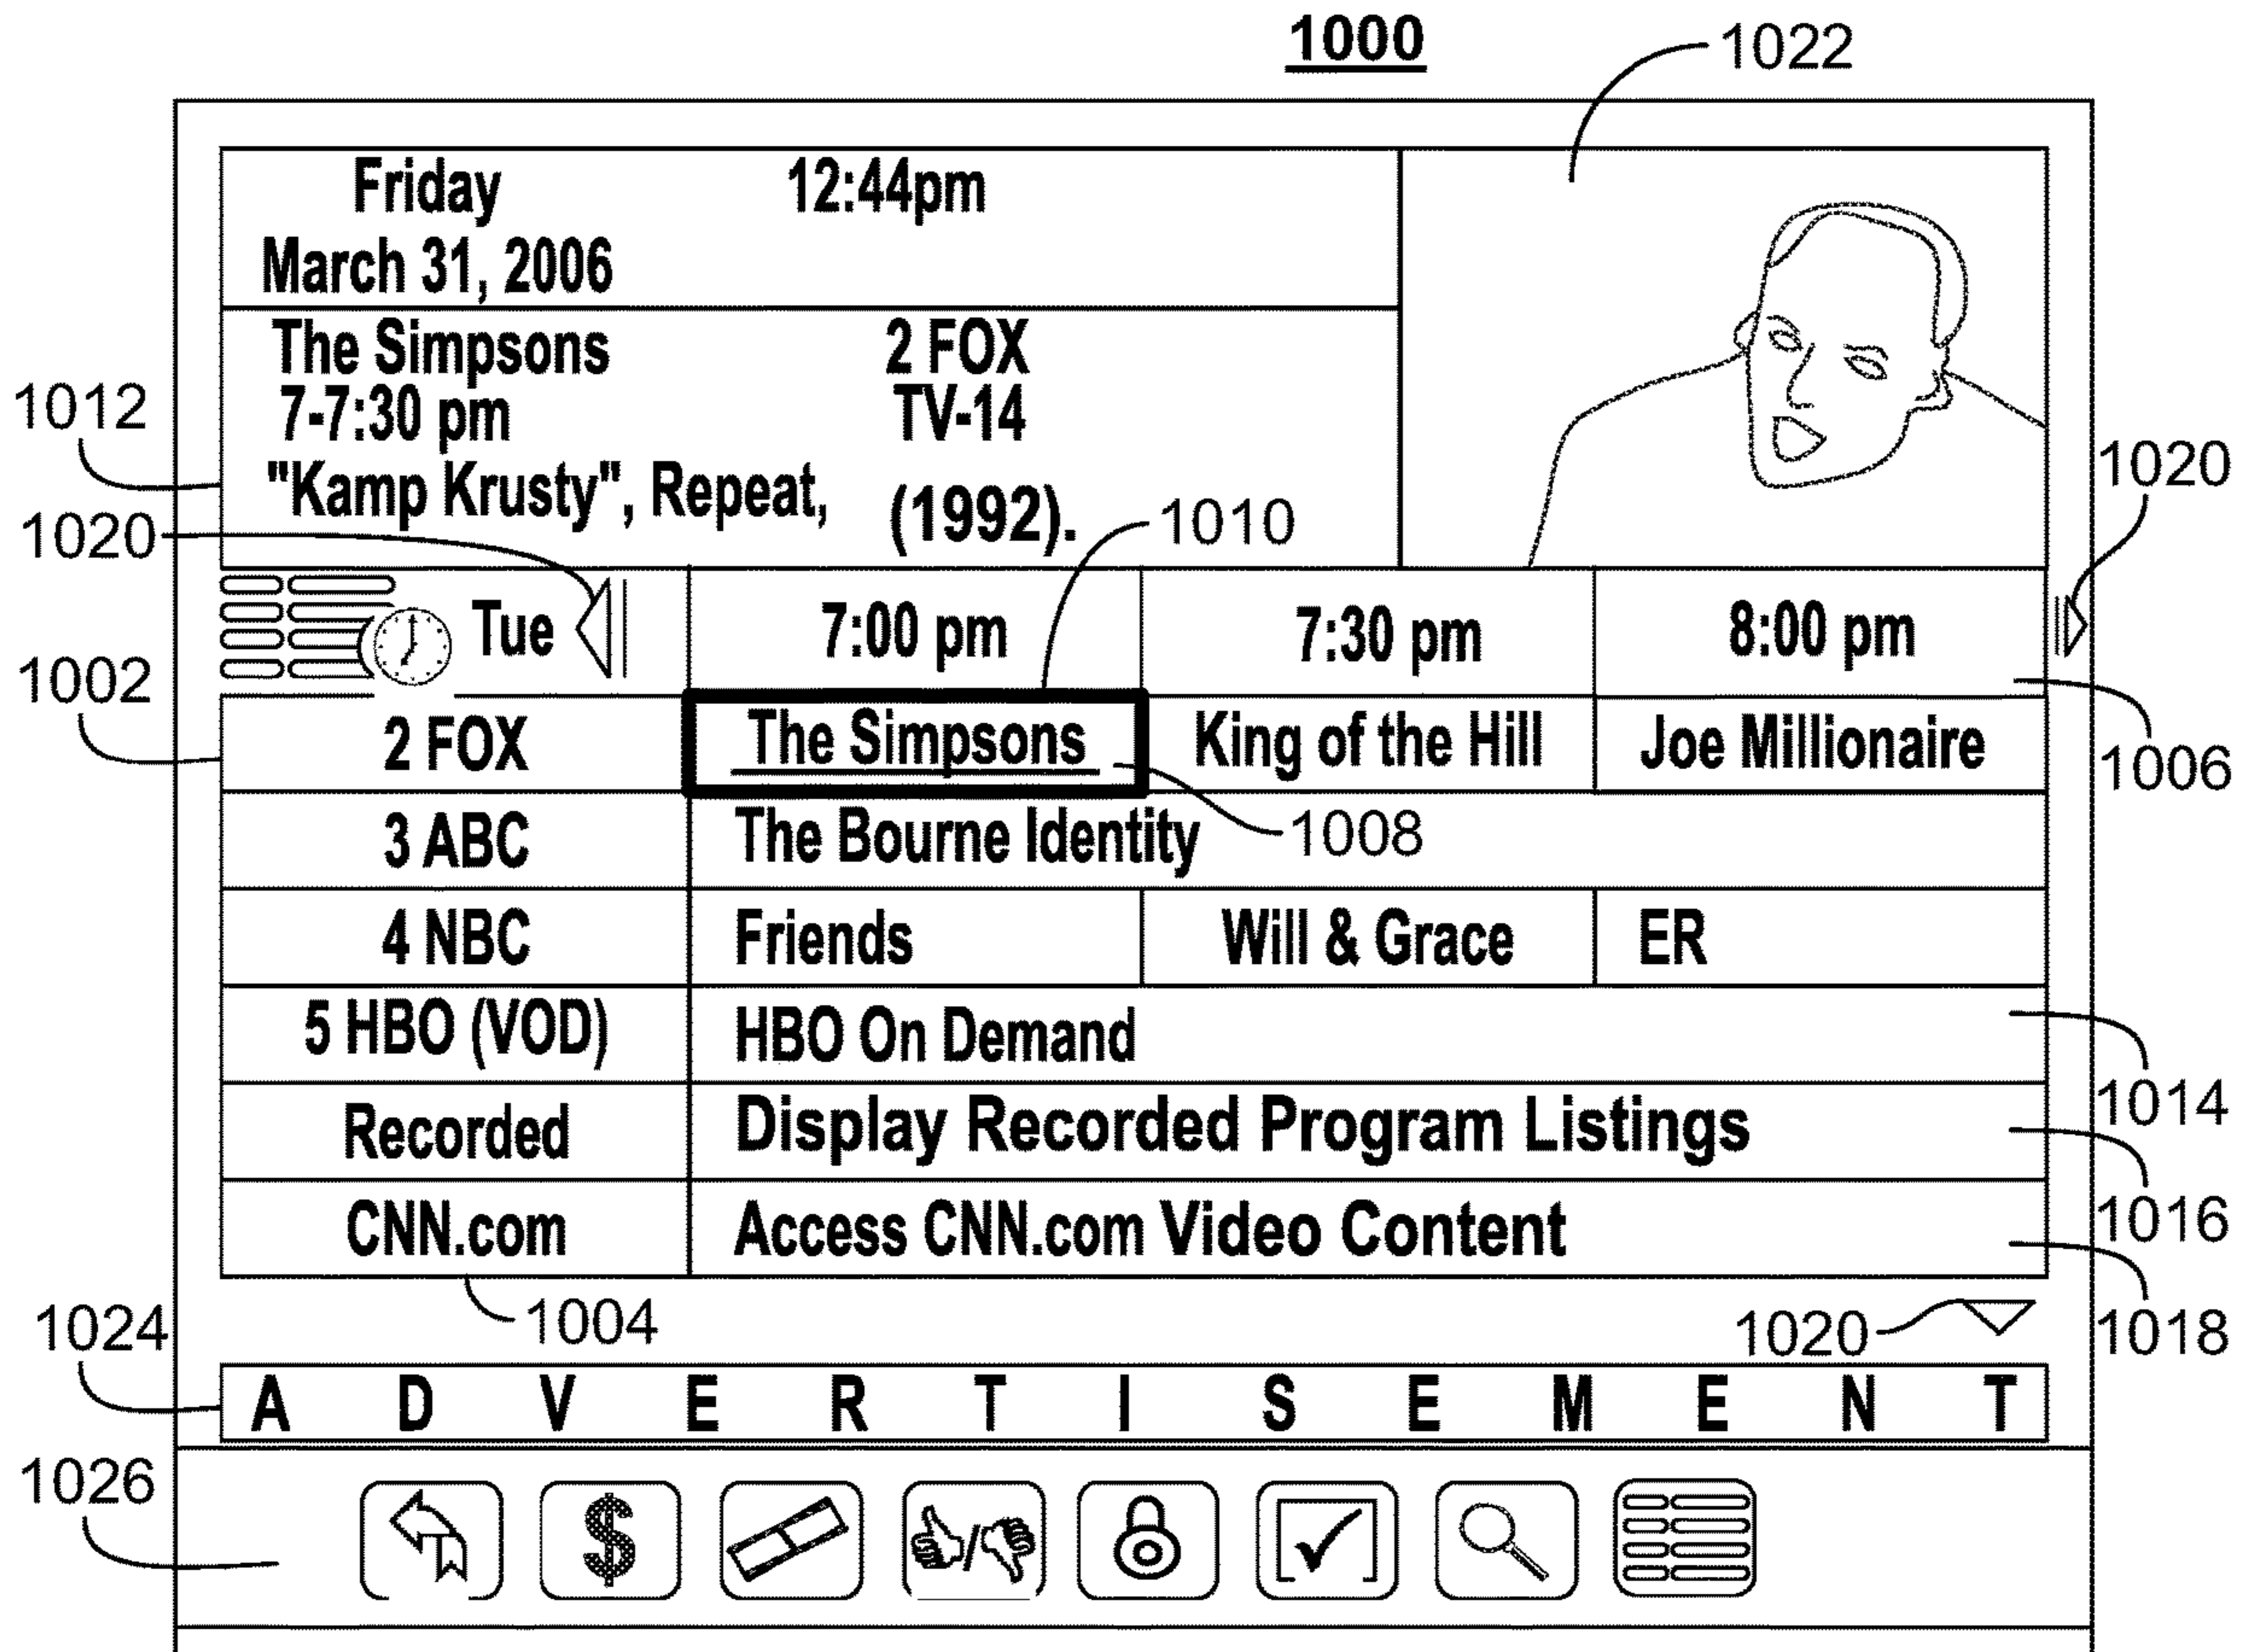 1000
1022
Friday 12:44pm
March 31, 2006
The Simpsons 2 FOX
1012 7-7:30 pm TV-14
"Kamp Krusty", Repeat, (1992).
1020
1020 1010
Tue 7:00 pm 7:30 pm 8:00 pm
1002
2 FOX The Simpsons King of the Hill Joe Millionaire
1006
3 ABC The Bourne Identity 1008
4 NBC Friends Will & Grace ER
5 HBO (VOD) HBO On Demand
1014
Recorded Display Recorded Program Listings
1016
CNN.com Access CNN.com Video Content
1024 1004 1020 1018
A D V E R T I S E M E N T
1026
$ /